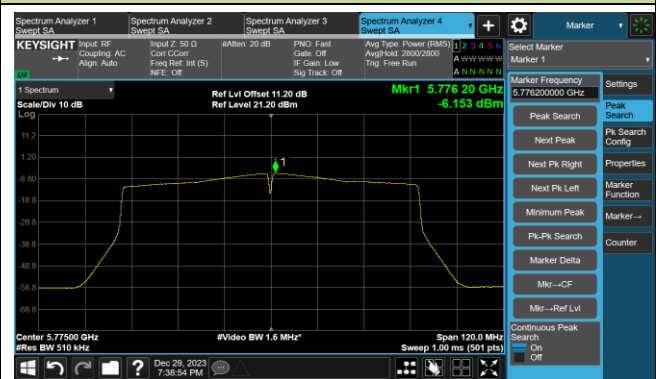 Spectrum Analyzer 1
Swept SA
Spectrum Analyzer 2
Swept SA
Spectrum Analyzer 3
Swept SA
Spectrum Analyzer 4
Swept SA
+
Marker
KEYSIGHT
Input: RF
Coupling: AC
Align: Auto
Input Z: 50 Ω
Corr CCorr
Freq Ref: Int (S)
NFE: Off
#Atten: 20 dB
PNO: Fast
Gate: Off
IF Gain: Low
Sig Track: Off
Avg Type: Power (RMS)
Avg|Hold: 2800/2800
Trig: Free Run
1 2 3 4 5 6
A W W W W W
A N N N N N
LXI
1 Spectrum
Scale/Div 10 dB
Log
Ref Lvl Offset 11.20 dB
Ref Level 21.20 dBm
Mkr1 5.776 20 GHz
-6.153 dBm
11.2
1.20
-8.80
-18.8
-28.8
-38.8
-48.8
-58.8
-68.8
1
Center 5.77500 GHz
#Res BW 510 kHz
#Video BW 1.6 MHz*
Span 120.0 MHz
Sweep 1.00 ms (501 pts)
Select Marker
Marker 1
Marker Frequency
5.776200000 GHz
Peak Search
Next Peak
Next Pk Right
Next Pk Left
Minimum Peak
Pk-Pk Search
Marker Delta
Mkr→CF
Mkr→Ref Lvl
Continuous Peak
Search
On
Off
Settings
Peak
Search
Pk Search
Config
Properties
Marker
Function
Marker→
Counter
?
Dec 29, 2023
7:38:54 PM